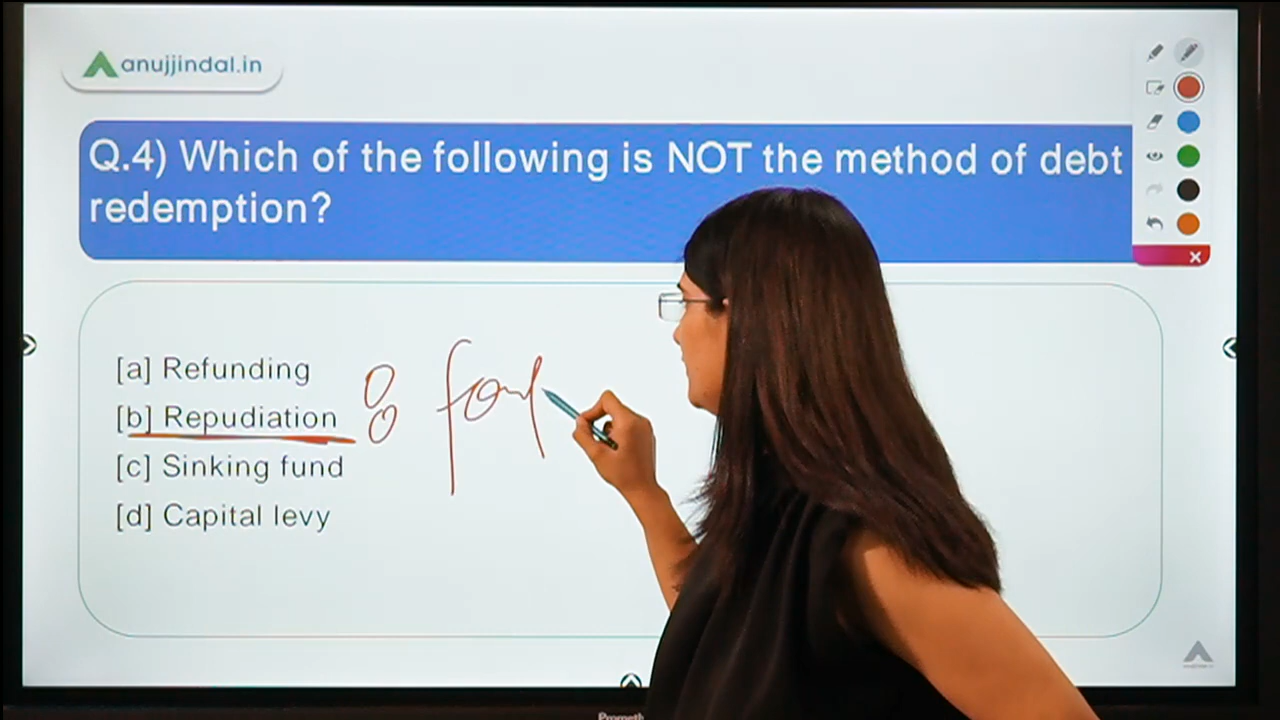 anujjindal.in
Q.4) Which of the following is NOT the method of debt
redemption?
[a] Refunding
[b] Repudiation
[c] Sinking fund
[d] Capital levy